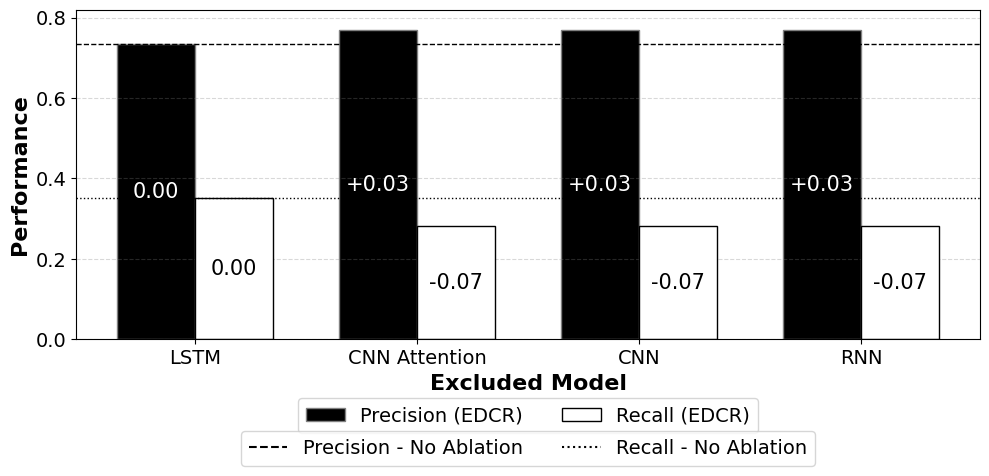 Performance
0.8
0.6
0.4
0.2
0.0
0.00
0.00
+0.03
-0.07
+0.03
-0.07
+0.03
-0.07
LSTM
CNN Attention
CNN
RNN
Excluded Model
Precision (EDCR)
Recall (EDCR)
Precision - No Ablation
Recall - No Ablation